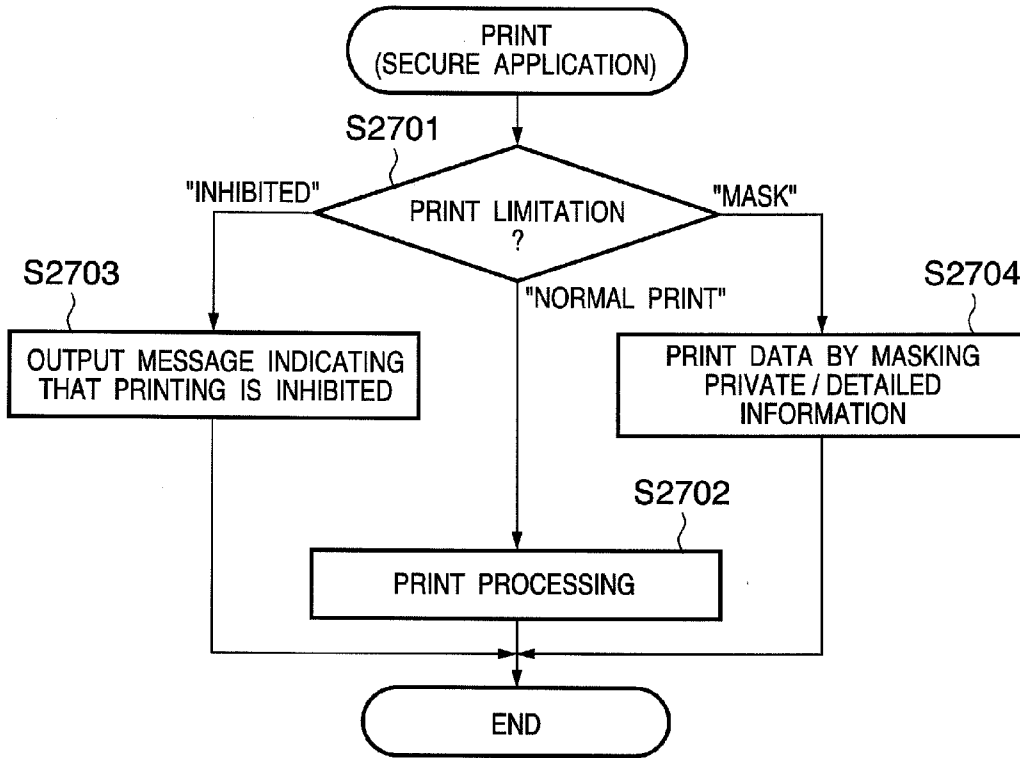 PRINT
(SECURE APPLICATION)
S2701
"INHIBITED"
PRINT LIMITATION
?
"MASK"
S2703
"NORMAL PRINT"
S2704
OUTPUT MESSAGE INDICATING
THAT PRINTING IS INHIBITED
PRINT DATA BY MASKING
PRIVATE / DETAILED
INFORMATION
S2702
PRINT PROCESSING
END